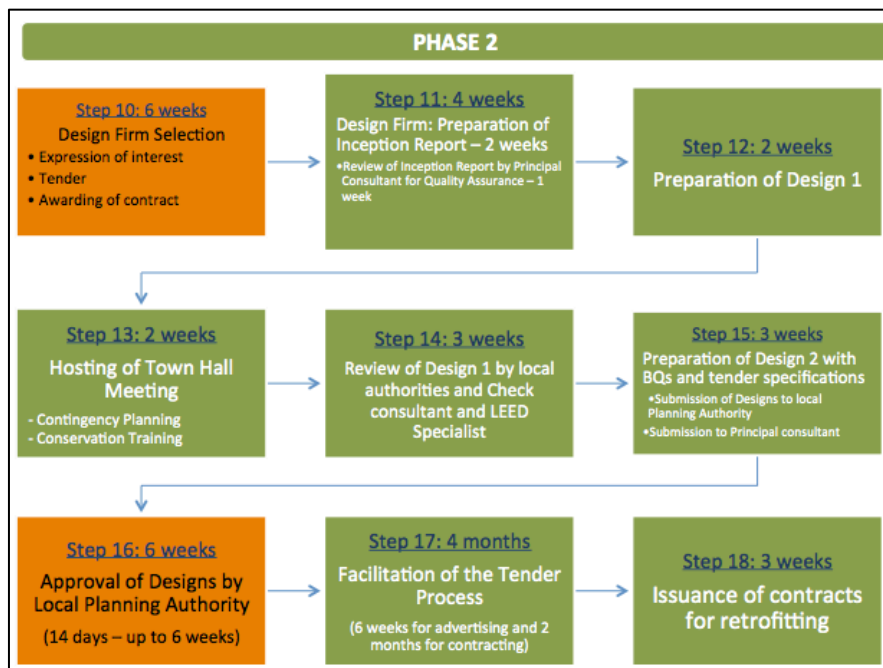 PHASE 2
Step 10: 6 weeks
Design Firm Selection
• Expression of interest
• Tender
• Awarding of contract
Step 11: 4 weeks
Design Firm: Preparation of
Inception Report – 2 weeks
•Review of Inception Report by Principal
Consultant for Quality Assurance – 1
week
Step 12: 2 weeks
Preparation of Design 1
Step 13: 2 weeks
Hosting of Town Hall
Meeting
- Contingency Planning
- Conservation Training
Step 14: 3 weeks
Review of Design 1 by local
authorities and Check
consultant and LEED
Specialist
Step 15: 3 weeks
Preparation of Design 2 with
BQs and tender specifications
•Submission of Designs to local
Planning Authority
•Submission to Principal consultant
Step 16: 6 weeks
Approval of Designs by
Local Planning Authority
(14 days – up to 6 weeks)
Step 17: 4 months
Facilitation of the Tender
Process
(6 weeks for advertising and 2
months for contracting)
Step 18: 3 weeks
Issuance of contracts
for retrofitting